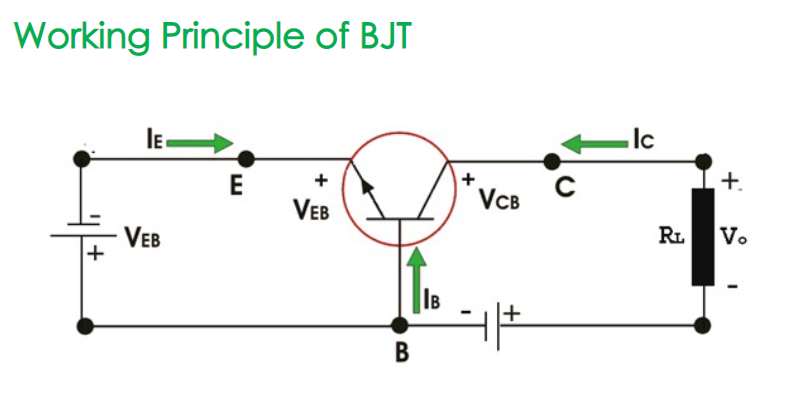 Working Principle of BJT
IE
IC
E
+
VEB
+
VCB
C
+
-
VEB
+
RL
Vo
-
IB
-
+
B